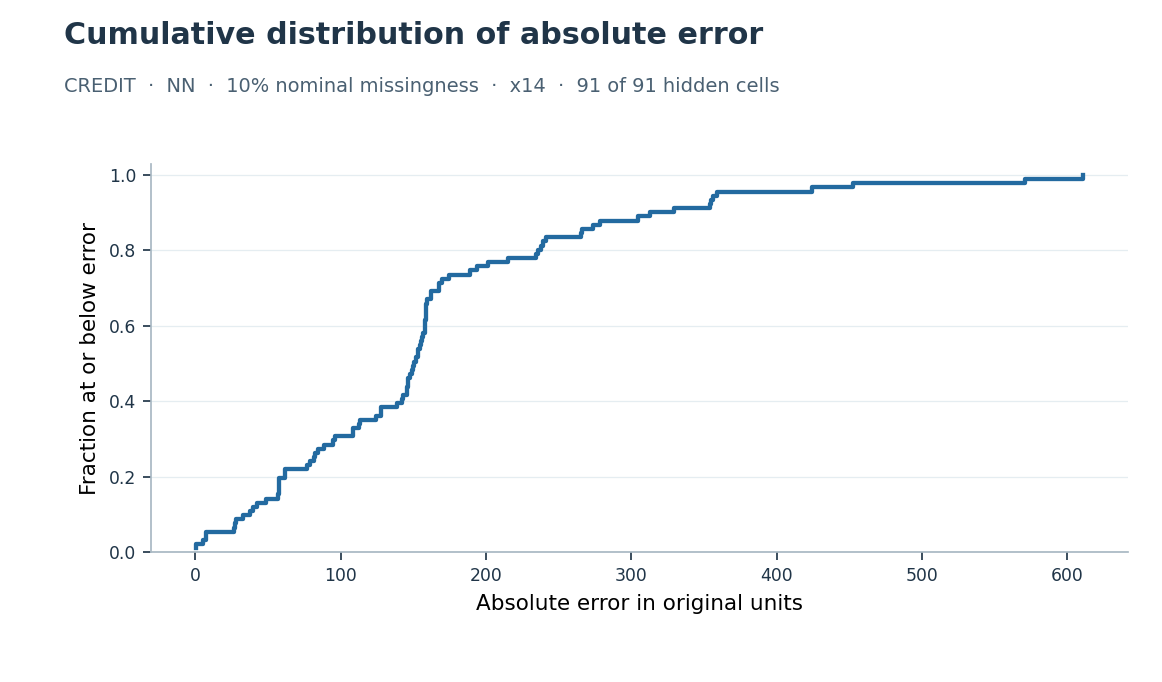 Cumulative distribution of absolute error
CREDIT · NN · 10% nominal missingness · x14 · 91 of 91 hidden cells
1.0
0.8
0.6
0.4
0.2
0.0
Fraction at or below error
0 100 200 300 400 500 600
Absolute error in original units